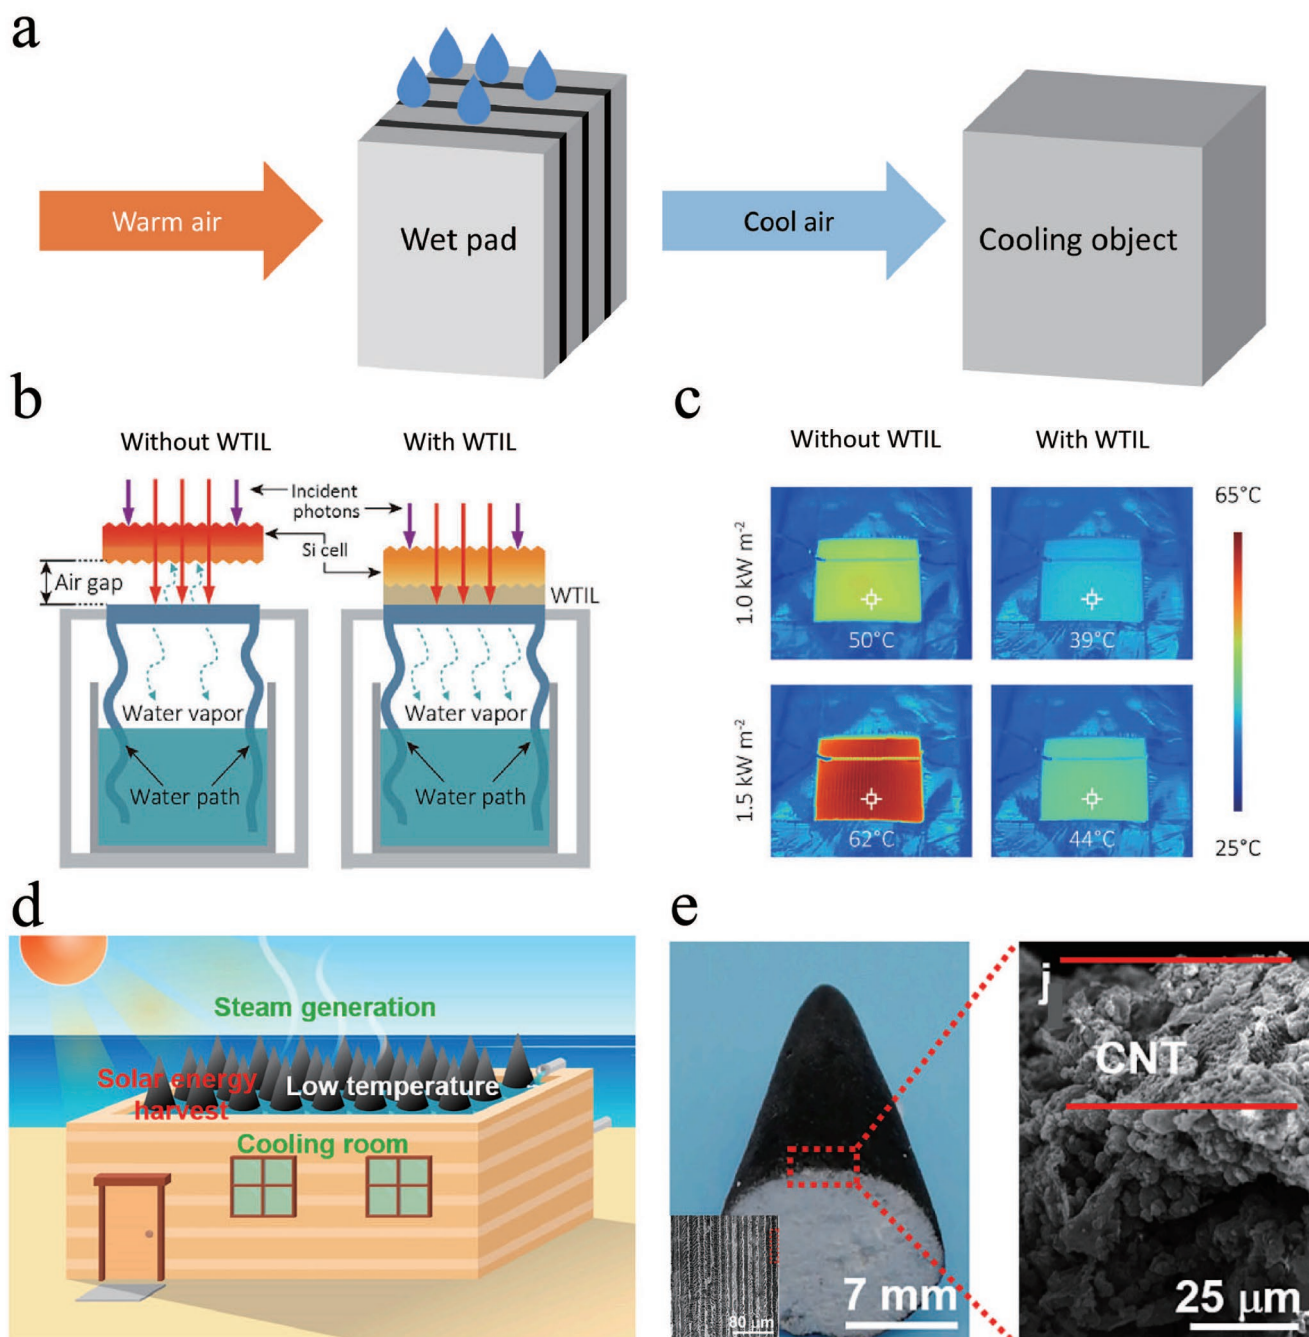 a
Warm air
Wet pad
Cool air
Cooling object
b
Without WTIL
With WTIL
Incident
photons
Si cell
Air gap
WTIL
Water vapor
Water vapor
Water path
Water path
c
Without WTIL
With WTIL
1.0 kW m⁻²
50°C
39°C
65°C
1.5 kW m⁻²
62°C
44°C
25°C
d
Steam generation
Solar energy
harvest
Low temperature
Cooling room
e
80 µm
7 mm
j
CNT
25 µm